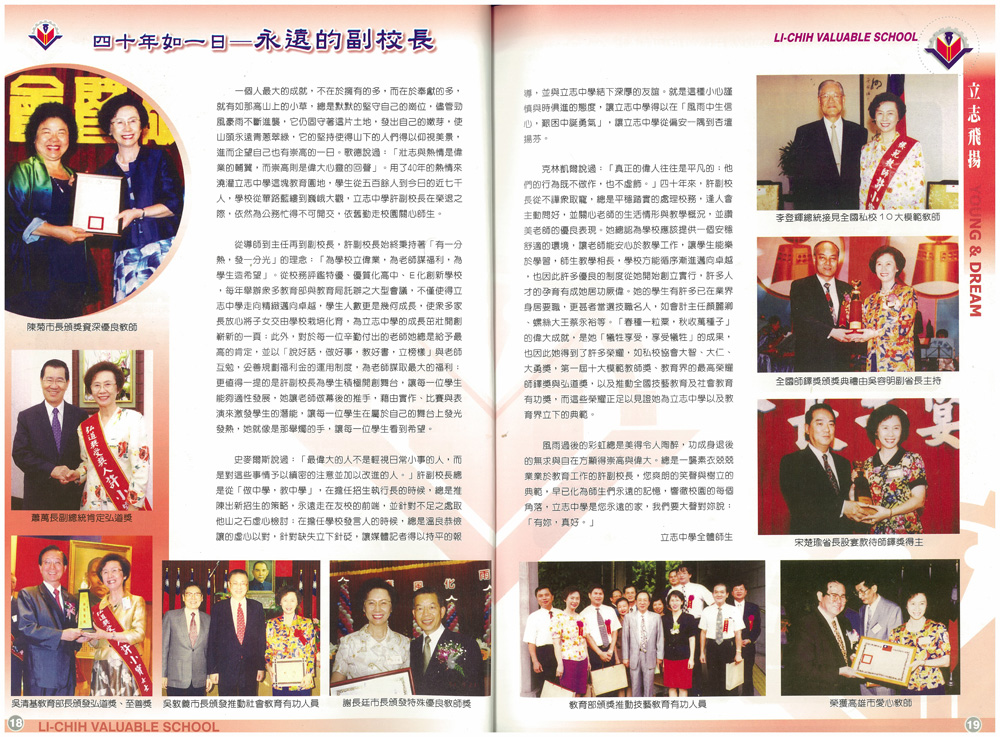 四十年如一日—永遠的副校長
一個人最大的成就，不在於擁有的多，而在於奉獻的多，
就有如那高山上的小草，總是默默的堅守自己的崗位，儘管勁
風豪雨不斷進襲，它仍固守著這片土地，發出自己的嫩芽，使
山頭永遠青蔥翠綠，它的堅持使得山下的人們得以仰視美景，
進而企望自己也有崇高的一日。歌德說過：「壯志與熱情是偉
業的輔翼，而崇高則是偉大心靈的回聲」。用了40年的熱情來
澆灌立志中學這塊教育園地，學生從五百餘人到今日的近七千
人，學校從篳路藍縷到巍峨大觀，立志中學許副校長在榮退之
際，依然為公務忙得不可開交，依舊勤走校園關心師生。
從導師到主任再到副校長，許副校長始終秉持著「有一分
熱，發一分光」的理念：「為學校立偉業，為老師謀福利，為
學生造希望」。從校務評鑑特優、優質化高中、E化創新學校
，每年舉辦東多教育部與教育局託辦之大型會議，不僅使得立
志中學走向精緻邁向卓越，學生人數更是幾何成長，使眾多家
長放心將子女交由學校栽培化育，為立志中學的成長茁壯開創
嶄新的一頁；此外，對於每一位辛勤付出的老師她總是給予最
高的肯定，並以「說好話，做好事，教好書，立榜樣」與老師
互勉，妥善規劃福利金的運用制度，為老師謀取最大的福利；
更值得一提的是許副校長為學生積極開創舞台，讓每一位學生
能夠適性發展，她讓老師做幕後的推手，藉由實作、比賽與表
演來激發學生的潛能，讓每一位學生在屬於自己的舞台上發光
發熱，她就像是那舉燭的手，讓每一位學生看到希望。
史麥爾斯說過：「最偉大的人不是輕視日常小事的人，而
是對這些事情予以縝密的注意並加以改進的人。」許副校長總
是從「做中學，教中學」，在擔任招生執行長的時候，總是推
陳出新招生的策略，永遠走在友校的前端，並針對不足之處取
他山之石虛心檢討；在擔任學校發言人的時候，總是溫良恭儉
讓的虛心以對，針對缺失立下針砭，讓媒體記者得以持平的報
陳菊市長頒獎資深優良教師
蕭萬長副總統肯定弘道獎
吳清基教育部長頒發弘道獎、至善獎
吳敦義市長頒發推動社會教育有功人員
謝長廷市長頒發特殊優良教師獎
18
LI-CHIH VALUABLE SCHOOL
LI-CHIH VALUABLE SCHOOL
立志飛揚
YOUNG & DREAM
導，並與立志中學結下深厚的友誼。就是這種小心謹
慎與時俱進的態度，讓立志中學得以在「風雨中生信
心，艱困中誕勇氣」，讓立志中學從偏安一隅到杏壇
揚芬。
克林凱爾說過：「真正的偉人往往是平凡的；他
們的行為既不做作，也不虛飾。」四十年來，許副校
長從不譁衆取寵，總是平穩踏實的處理校務，逢人會
主動問好，並關心老師的生活情形與教學概況，並讚
美老師的優良表現。她總認為學校應該提供一個安穩
舒適的環境，讓老師能安心於教學工作，讓學生能樂
於學習，師生教學相長，學校方能循序漸進邁向卓越
，也因此許多優良的制度從她開始創立實行，許多人
才的孕育有成她居功厥偉。她的學生有許多已在業界
身居要職，更甚者當選技職名人，如會計主任顏麗卿
、螺絲大王蔡永裕等。「春種一粒粟，秋收萬種子」
的偉大成就，是她「犧牲享受，享受犧牲」的成果，
也因此她得到了許多榮耀，如私校協會大智、大仁、
大勇獎，第一屆十大模範教師獎、教育界的最高榮耀
師鐸獎與弘道獎，以及推動全國技藝教育及社會教育
有功獎，而這些榮耀正足以見證她為立志中學以及教
育界立下的典範。
風雨過後的彩虹總是美得令人陶醉，功成身退後
的無求與自在方顯得崇高與偉大。總是一襲素衣兢兢
業業於教育工作的許副校長，您爽朗的笑聲與樹立的
典範，早已化為師生們永遠的記憶，響徹校園的每個
角落，立志中學是您永遠的家，我們要大聲對妳說：
「有妳，真好。」
立志中學全體師生
李登輝總統接見全國私校10大模範教師
全國師鐸獎頒獎典禮由吳容明副省長主持
宋楚瑜省長設宴款待師鐸獎得主
教育部頒獎推動技藝教育有功人員
榮獲高雄市愛心教師
19